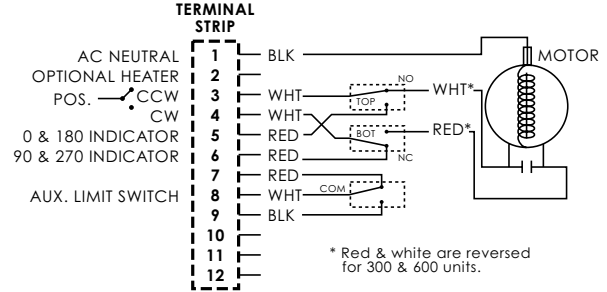 TERMINAL
STRIP
AC NEUTRAL 1 BLK
OPTIONAL HEATER 2
POS. CCW 3 WHT
CW 4 WHT
0 & 180 INDICATOR 5 RED
90 & 270 INDICATOR 6 RED
7 RED
AUX. LIMIT SWITCH 8 WHT
9 BLK
10
11
12
NO
TOP
WHT*
BOT
RED*
NC
COM
MOTOR
* Red & white are reversed
for 300 & 600 units.